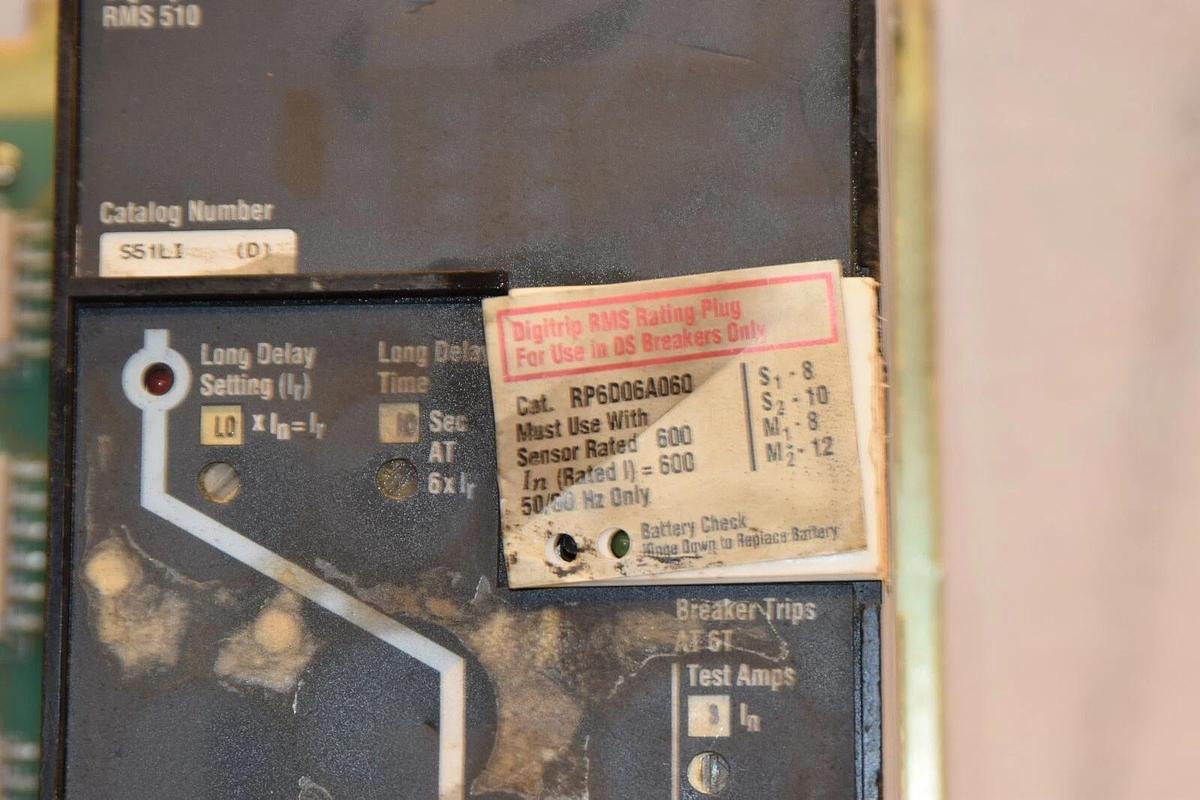 RMS 510
Catalog Number
S51LI (D)
Long Delay
Setting (Ir)
1.0 x In = Ir
Long Delay
Time
Sec
AT
6x Ir
Digitrip RMS Rating Plug
For Use in DS Breakers Only
Cat. RP6D06A060
Must Use With
Sensor Rated 600
In (Rated I) = 600
50/60 Hz Only
S1 - 8
S2 - 10
M1 - 8
M2 - 12
Battery Check
Hinge Down to Replace Battery
Breaker Trips
AT 6T
Test Amps
In